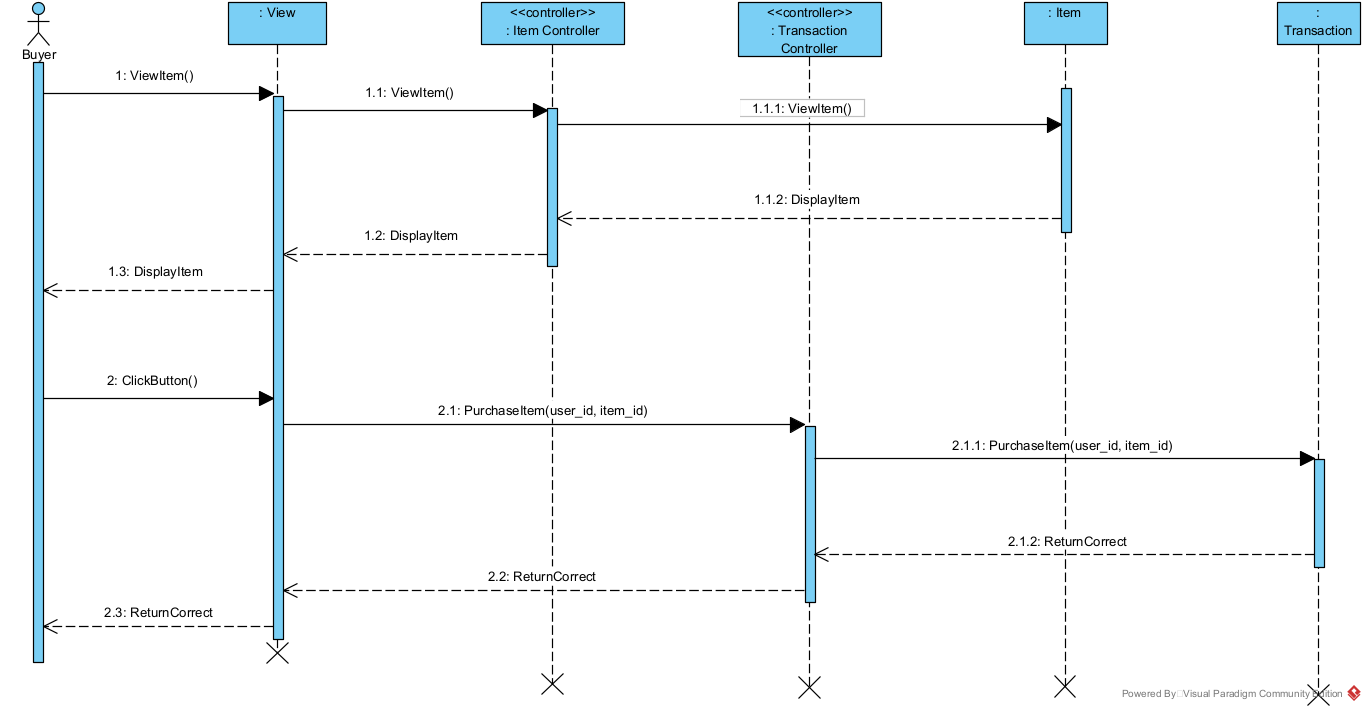 : View
<<controller>>
: Item Controller
<<controller>>
: Transaction
Controller
: Item
:
Transaction
Buyer
1: ViewItem()
1.1: ViewItem()
1.1.1: ViewItem()
1.1.2: DisplayItem
1.2: DisplayItem
1.3: DisplayItem
2: ClickButton()
2.1: PurchaseItem(user_id, item_id)
2.1.1: PurchaseItem(user_id, item_id)
2.1.2: ReturnCorrect
2.2: ReturnCorrect
2.3: ReturnCorrect
Powered By Visual Paradigm Community Edition